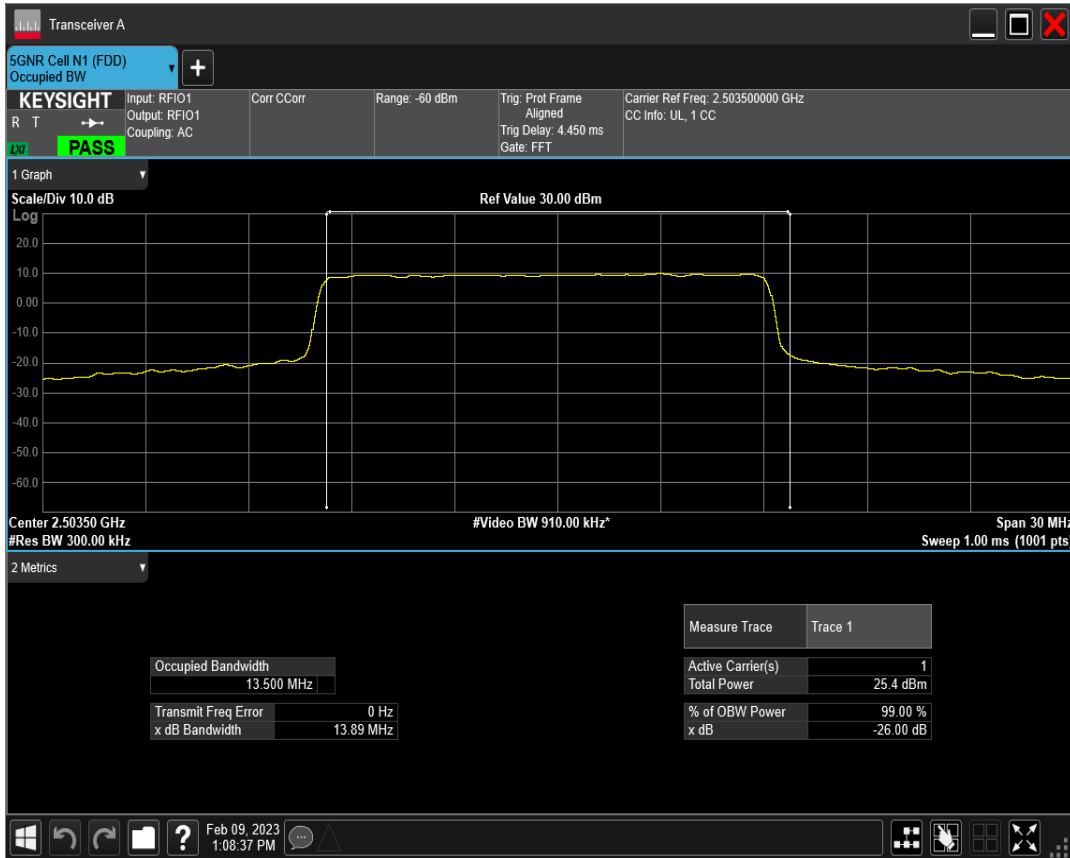 Transceiver A
5GNR Cell N1 (FDD)
Occupied BW
+
KEYSIGHT
R T
LXI
PASS
Input: RFIO1
Output: RFIO1
Coupling: AC
Corr CCorr
Range: -60 dBm
Trig: Prot Frame
Aligned
Trig Delay: 4.450 ms
Gate: FFT
Carrier Ref Freq: 2.503500000 GHz
CC Info: UL, 1 CC
1 Graph
Scale/Div 10.0 dB
Ref Value 30.00 dBm
Log
20.0
10.0
0.00
-10.0
-20.0
-30.0
-40.0
-50.0
-60.0
Center 2.50350 GHz
#Video BW 910.00 kHz*
Span 30 MHz
#Res BW 300.00 kHz
Sweep 1.00 ms (1001 pts)
2 Metrics
Measure Trace Trace 1
Occupied Bandwidth
13.500 MHz
Active Carrier(s) 1
Total Power 25.4 dBm
Transmit Freq Error 0 Hz
x dB Bandwidth 13.89 MHz
% of OBW Power 99.00 %
x dB -26.00 dB
?
Feb 09, 2023
1:08:37 PM